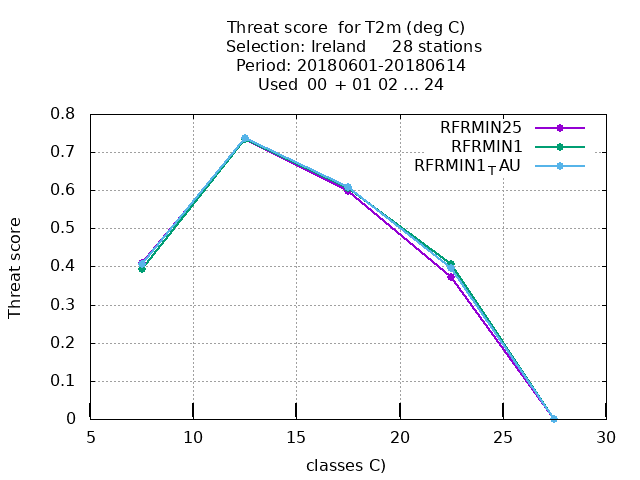 Threat score  for T2m (deg C)
Selection: Ireland     28 stations
Period: 20180601-20180614
Used  00 + 01 02 ... 24
RFRMIN25
RFRMIN1
RFRMIN1TAU
Threat score
0.8
0.7
0.6
0.5
0.4
0.3
0.2
0.1
0
5 10 15 20 25 30
classes C)